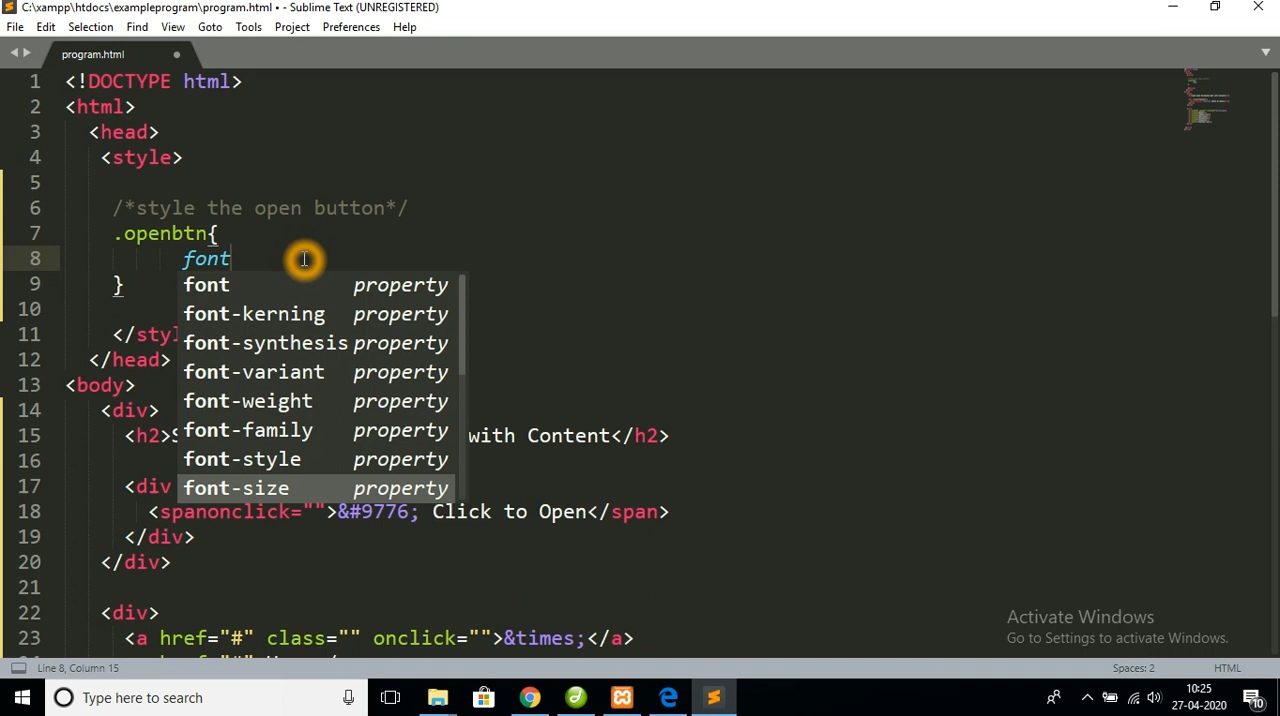 C:\xampp\htdocs\exampleprogram\program.html • - Sublime Text (UNREGISTERED)
File Edit Selection Find View Goto Tools Project Preferences Help
program.html
1 <!DOCTYPE html>
2 <html>
3 <head>
4 <style>
5
6 /*style the open button*/
7 .openbtn{
8 font
font property
9 }
font-kerning property
10
11 </styl
font-synthesis property
12 </head>
font-variant property
13 <body>
font-weight property
14 <div>
font-family property
15 <h2>S with Content</h2>
16
font-style property
17 <div
font-size property
18 <spanonclick="">&#9776; Click to Open</span>
19 </div>
20 </div>
21
22 <div>
23 <a href="#" class="" onclick="">&times;</a>
Activate Windows
Go to Settings to activate Windows.
Line 8, Column 15 Spaces: 2 HTML
Type here to search
10:25
27-04-2020
10